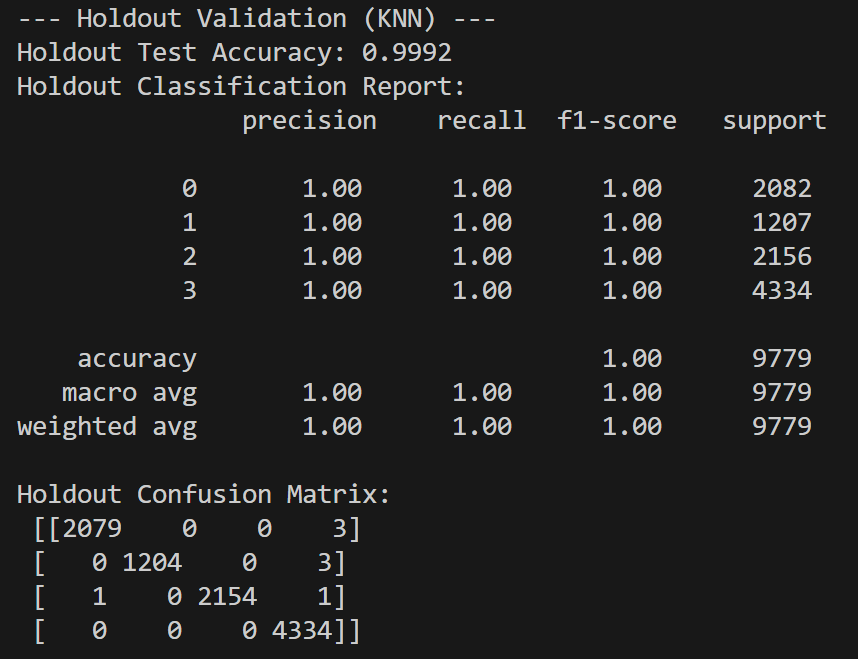 --- Holdout Validation (KNN) ---
Holdout Test Accuracy: 0.9992
Holdout Classification Report:
              precision    recall  f1-score   support

           0       1.00      1.00      1.00      2082
           1       1.00      1.00      1.00      1207
           2       1.00      1.00      1.00      2156
           3       1.00      1.00      1.00      4334

    accuracy                           1.00      9779
   macro avg       1.00      1.00      1.00      9779
weighted avg       1.00      1.00      1.00      9779

Holdout Confusion Matrix:
 [[2079    0    0    3]
 [   0 1204    0    3]
 [   1    0 2154    1]
 [   0    0    0 4334]]